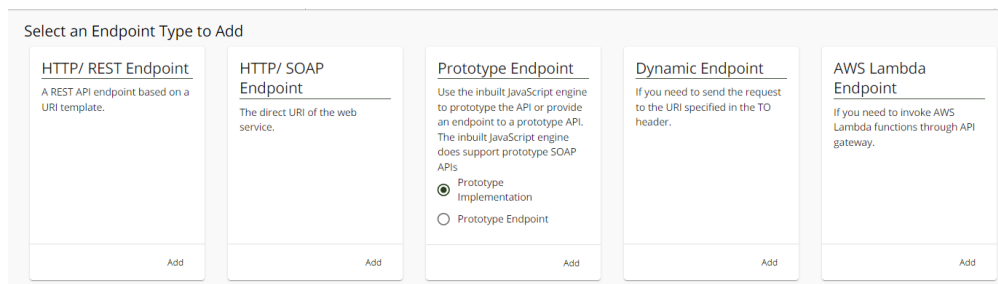 Select an Endpoint Type to Add
HTTP/ REST Endpoint
A REST API endpoint based on a
URI template.
Add
HTTP/ SOAP
Endpoint
The direct URI of the web
service.
Add
Prototype Endpoint
Use the inbuilt JavaScript engine
to prototype the API or provide
an endpoint to a prototype API.
The inbuilt JavaScript engine
does support prototype SOAP
APIs
Prototype
Implementation
Prototype Endpoint
Add
Dynamic Endpoint
If you need to send the request
to the URI specified in the TO
header.
Add
AWS Lambda
Endpoint
If you need to invoke AWS
Lambda functions through API
gateway.
Add